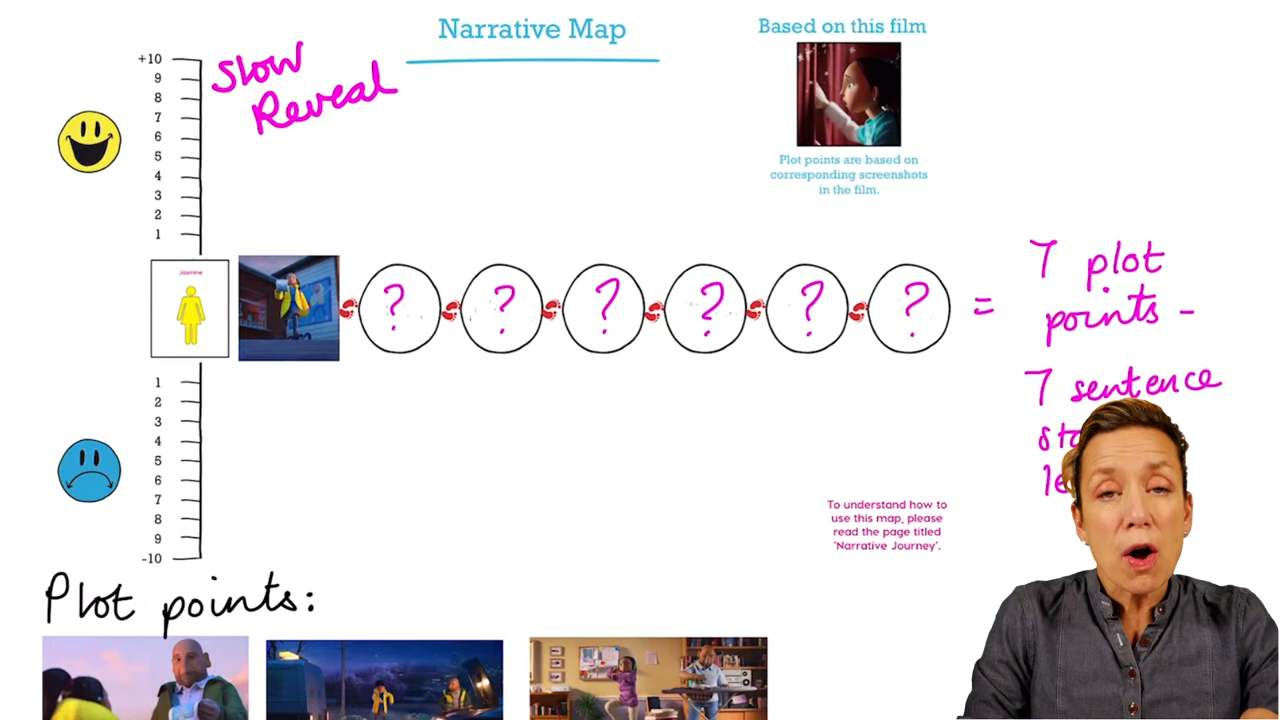 Narrative Map
Based on this film
Slow
Reveal
+10
9
8
7
6
5
4
3
2
1
Plot points are based on
corresponding screenshots
in the film.
Jasmine
? ? ? ? ? ?
=
7 plot
points -
7 sentence
1
2
3
4
5
6
7
8
9
-10
To understand how to
use this map, please
read the page titled
'Narrative Journey'.
Plot points: